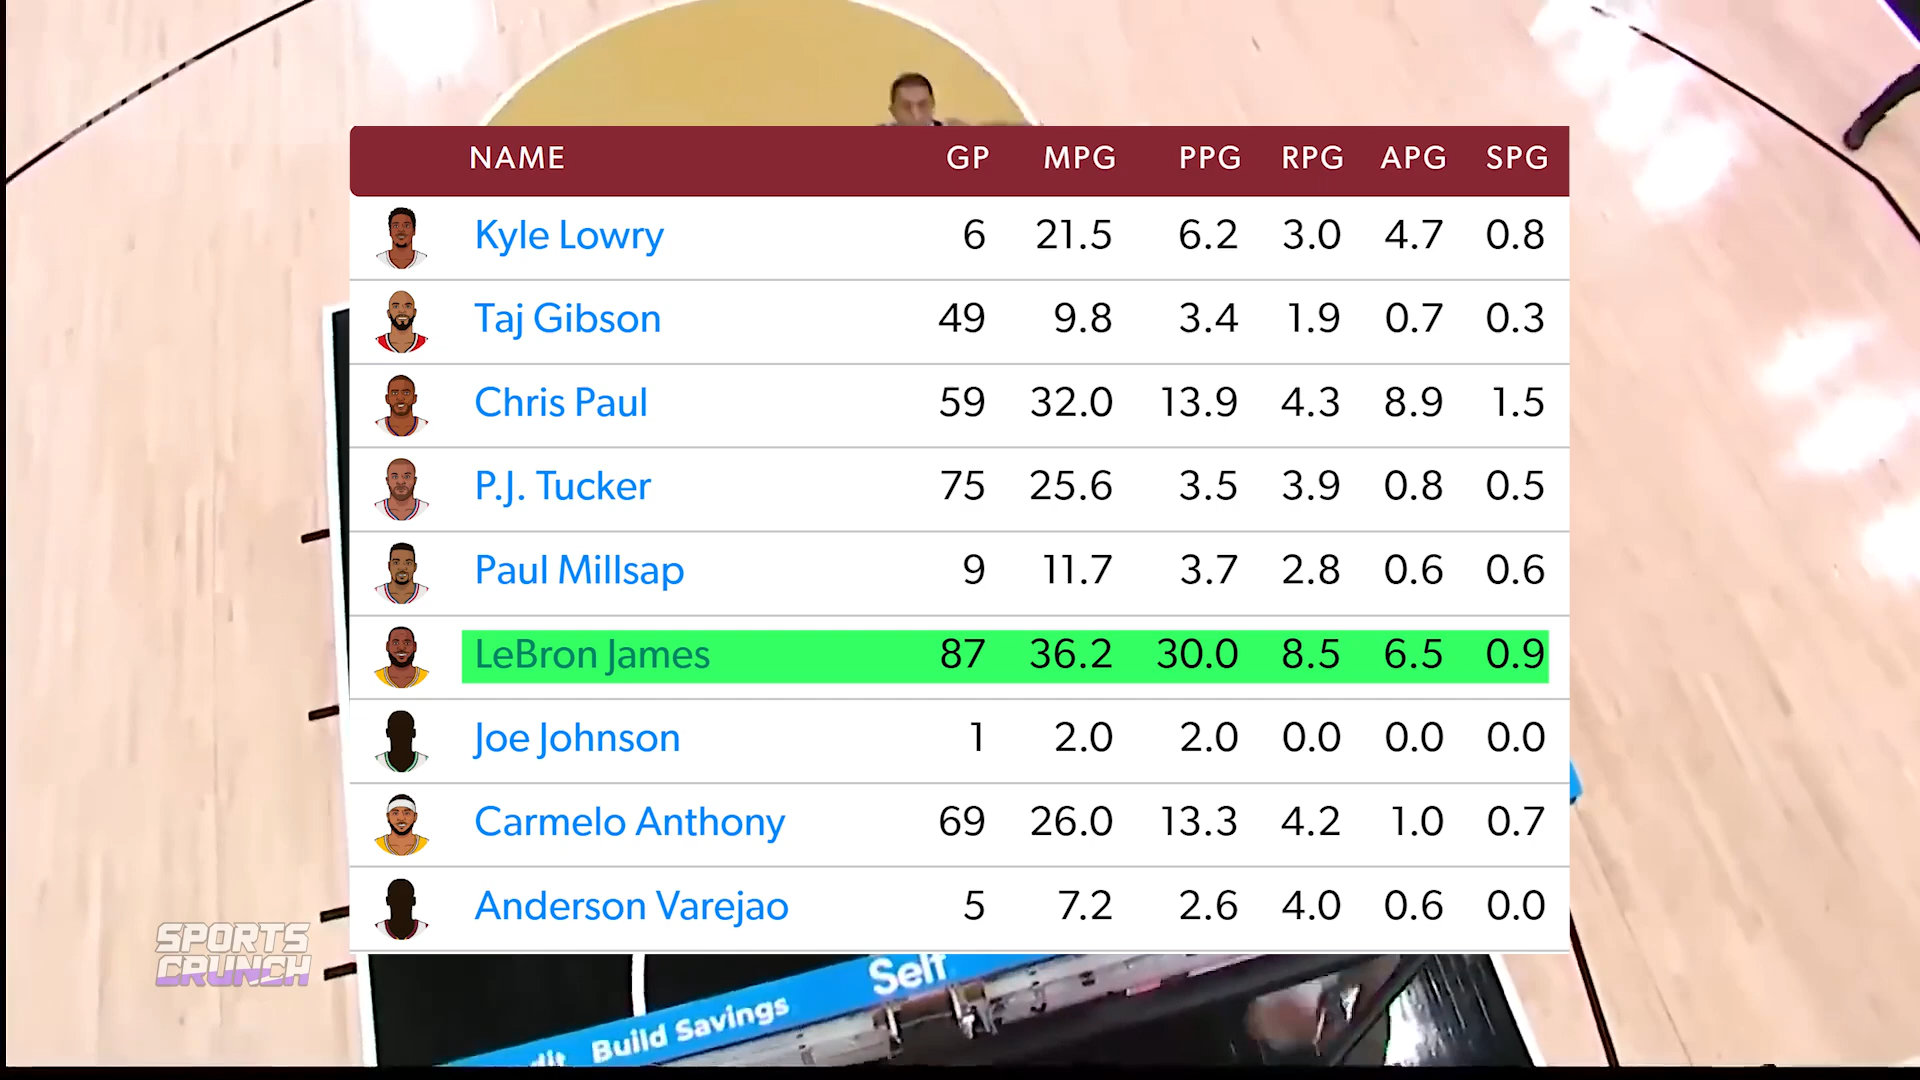 NAME GP MPG PPG RPG APG SPG
Kyle Lowry 6 21.5 6.2 3.0 4.7 0.8
Taj Gibson 49 9.8 3.4 1.9 0.7 0.3
Chris Paul 59 32.0 13.9 4.3 8.9 1.5
P.J. Tucker 75 25.6 3.5 3.9 0.8 0.5
Paul Millsap 9 11.7 3.7 2.8 0.6 0.6
LeBron James 87 36.2 30.0 8.5 6.5 0.9
Joe Johnson 1 2.0 2.0 0.0 0.0 0.0
Carmelo Anthony 69 26.0 13.3 4.2 1.0 0.7
Anderson Varejao 5 7.2 2.6 4.0 0.6 0.0
SPORTS
CRUNCH
Self
Build Savings